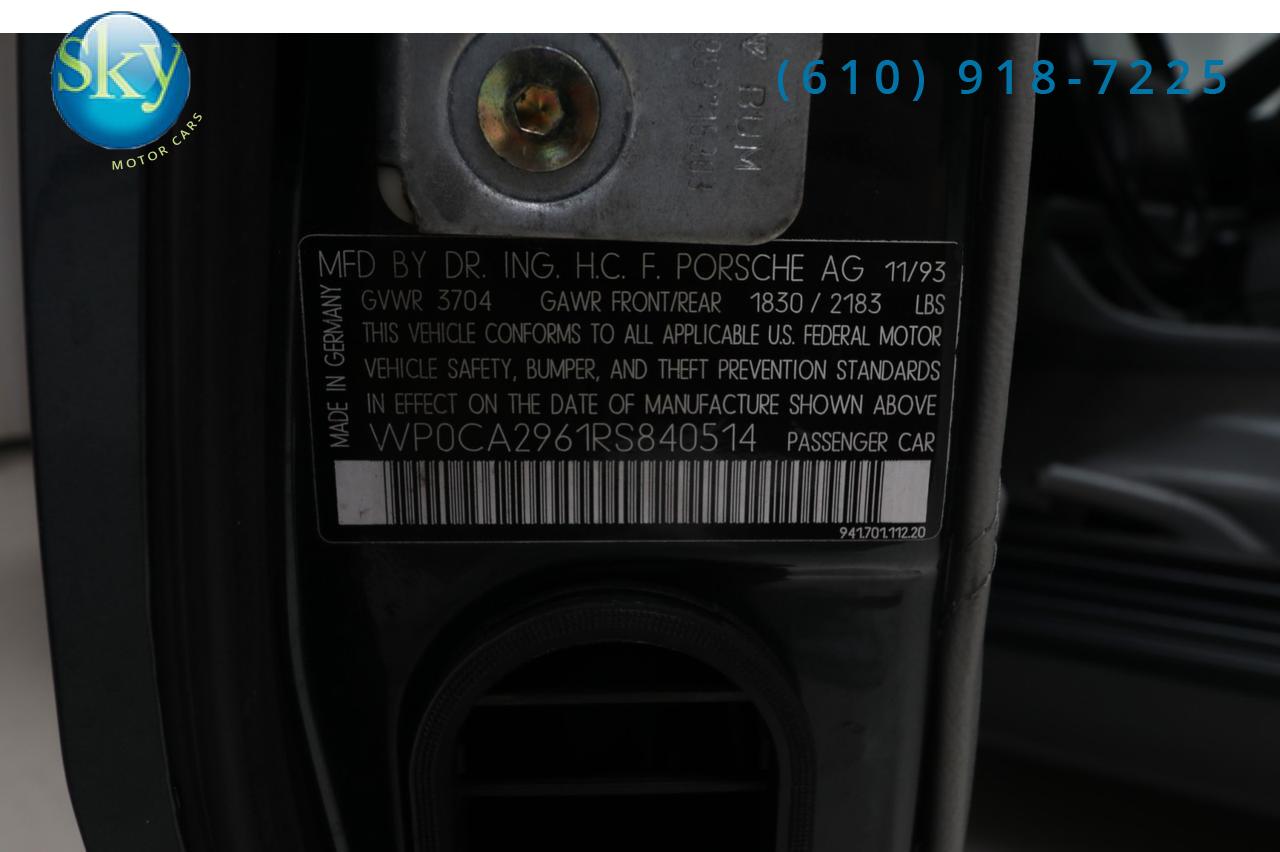 Sky
MOTOR CARS
(610) 918-7225
BUM
MFD BY DR. ING. H.C. F. PORSCHE AG 11/93
GVWR 3704 GAWR FRONT/REAR 1830 / 2183 LBS
THIS VEHICLE CONFORMS TO ALL APPLICABLE U.S. FEDERAL MOTOR
VEHICLE SAFETY, BUMPER, AND THEFT PREVENTION STANDARDS
IN EFFECT ON THE DATE OF MANUFACTURE SHOWN ABOVE
WP0CA2961RS840514 PASSENGER CAR
MADE IN GERMANY
941.701.112.20